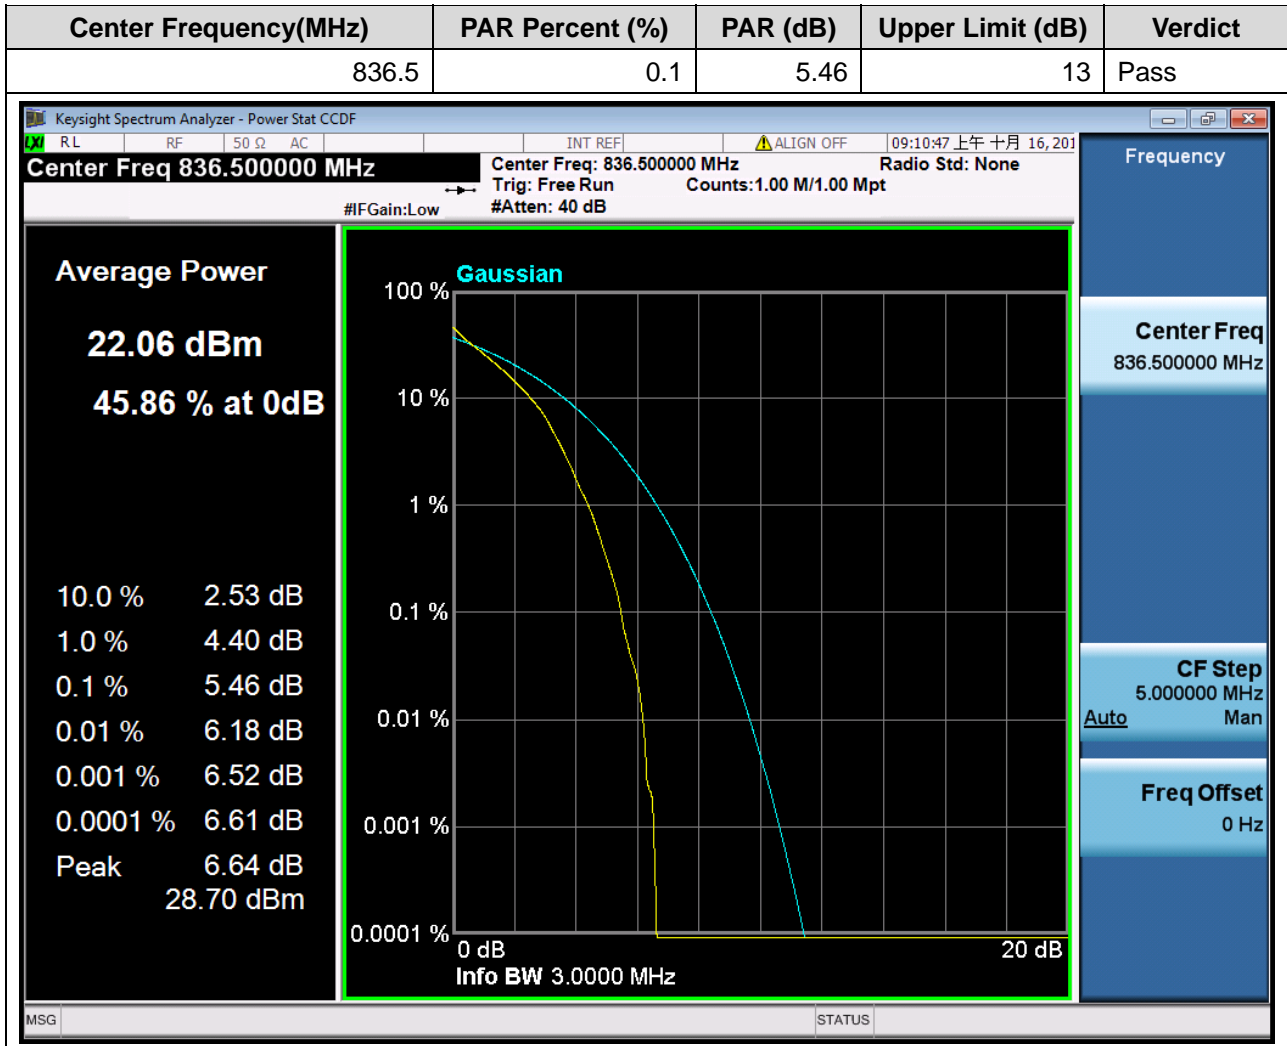 Center Frequency(MHz) PAR Percent (%) PAR (dB) Upper Limit (dB) Verdict
836.5 0.1 5.46 13 Pass
Keysight Spectrum Analyzer - Power Stat CCDF
LXI RL RF 50 Ω AC INT REF ALIGN OFF 09:10:47 上午 十月 16, 201
Center Freq 836.500000 MHz
Center Freq: 836.500000 MHz Radio Std: None
Trig: Free Run Counts:1.00 M/1.00 Mpt
#IFGain:Low #Atten: 40 dB
Average Power
22.06 dBm
45.86 % at 0dB
10.0 % 2.53 dB
1.0 % 4.40 dB
0.1 % 5.46 dB
0.01 % 6.18 dB
0.001 % 6.52 dB
0.0001 % 6.61 dB
Peak 6.64 dB
28.70 dBm
Gaussian
100 %
10 %
1 %
0.1 %
0.01 %
0.001 %
0.0001 %
0 dB 20 dB
Info BW 3.0000 MHz
Frequency
Center Freq
836.500000 MHz
CF Step
5.000000 MHz
Auto Man
Freq Offset
0 Hz
MSG STATUS